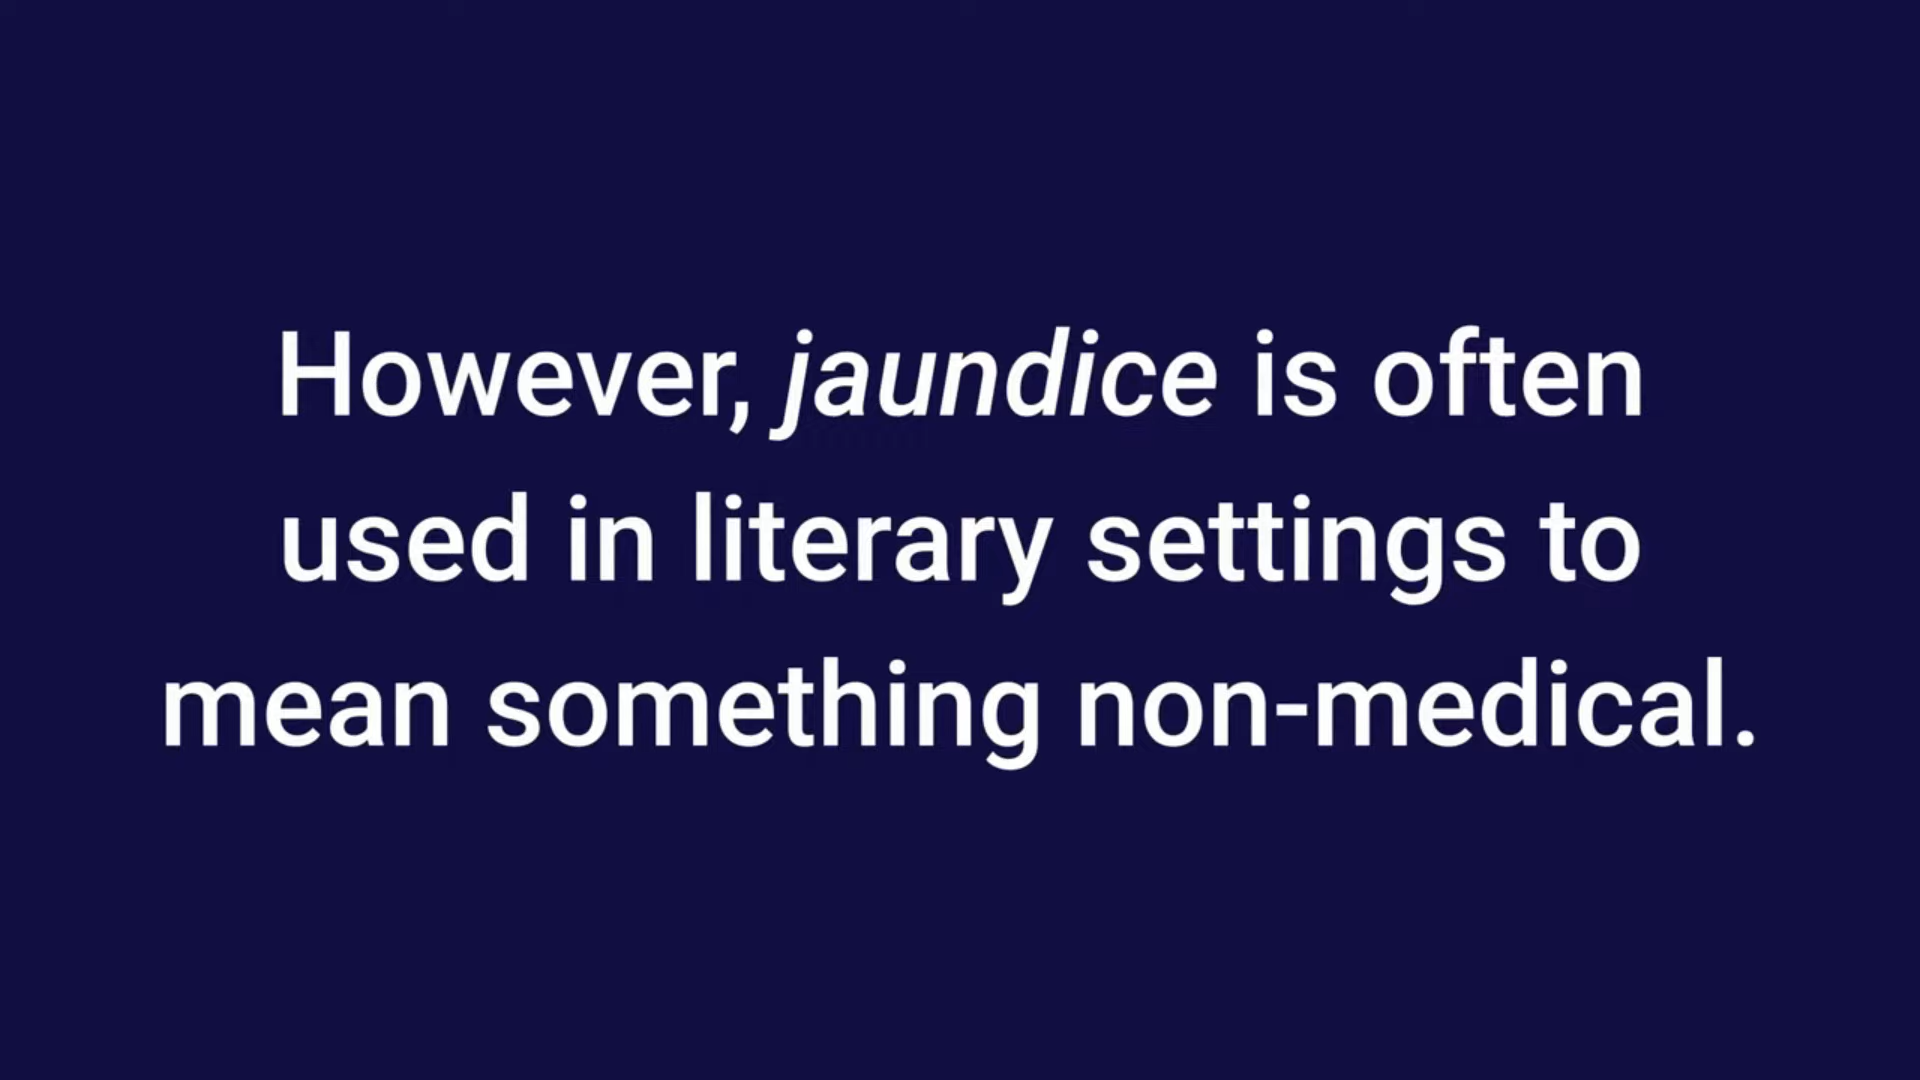 However, jaundice is often
used in literary settings to
mean something non-medical.